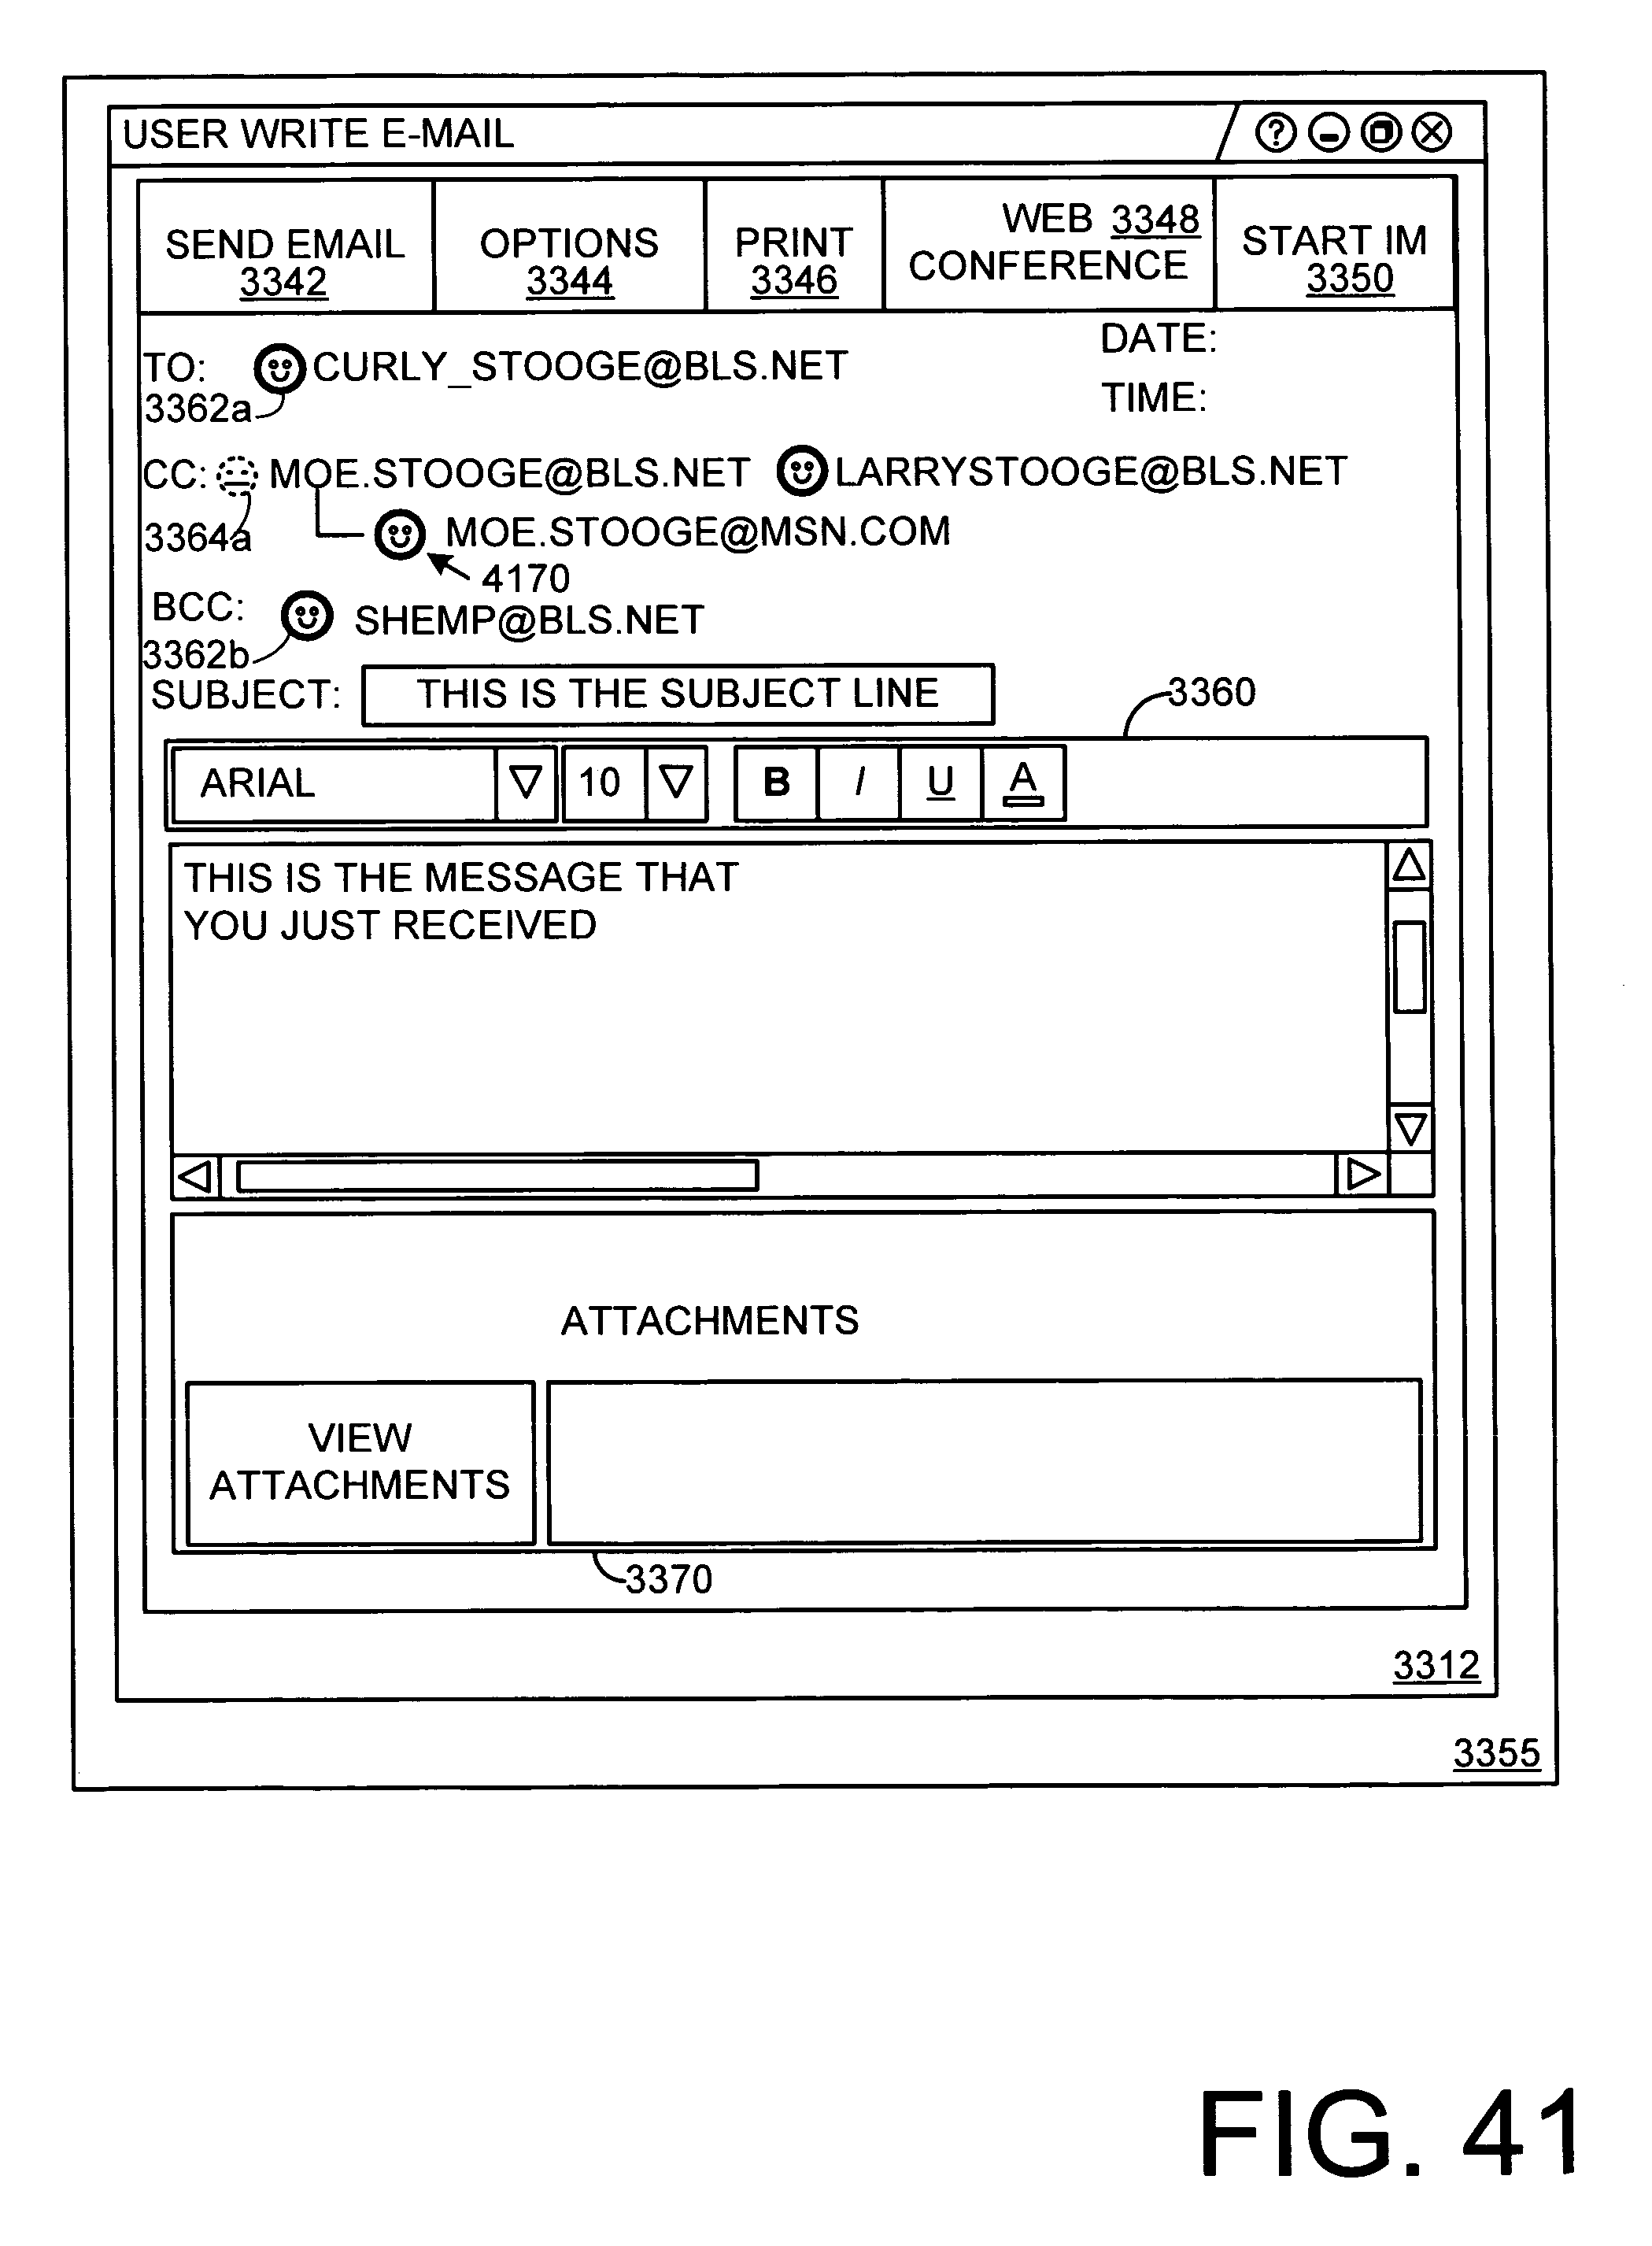 USER WRITE E-MAIL
SEND EMAIL
3342
OPTIONS
3344
PRINT
3346
WEB 3348
CONFERENCE
START IM
3350
DATE:
TO: CURLY_STOOGE@BLS.NET
3362a
TIME:
CC: MOE.STOOGE@BLS.NET LARRYSTOOGE@BLS.NET
3364a MOE.STOOGE@MSN.COM
4170
BCC: SHEMP@BLS.NET
3362b
SUBJECT: THIS IS THE SUBJECT LINE
3360
ARIAL 10 B I U A
THIS IS THE MESSAGE THAT
YOU JUST RECEIVED
ATTACHMENTS
VIEW
ATTACHMENTS
3370
3312
3355
FIG. 41